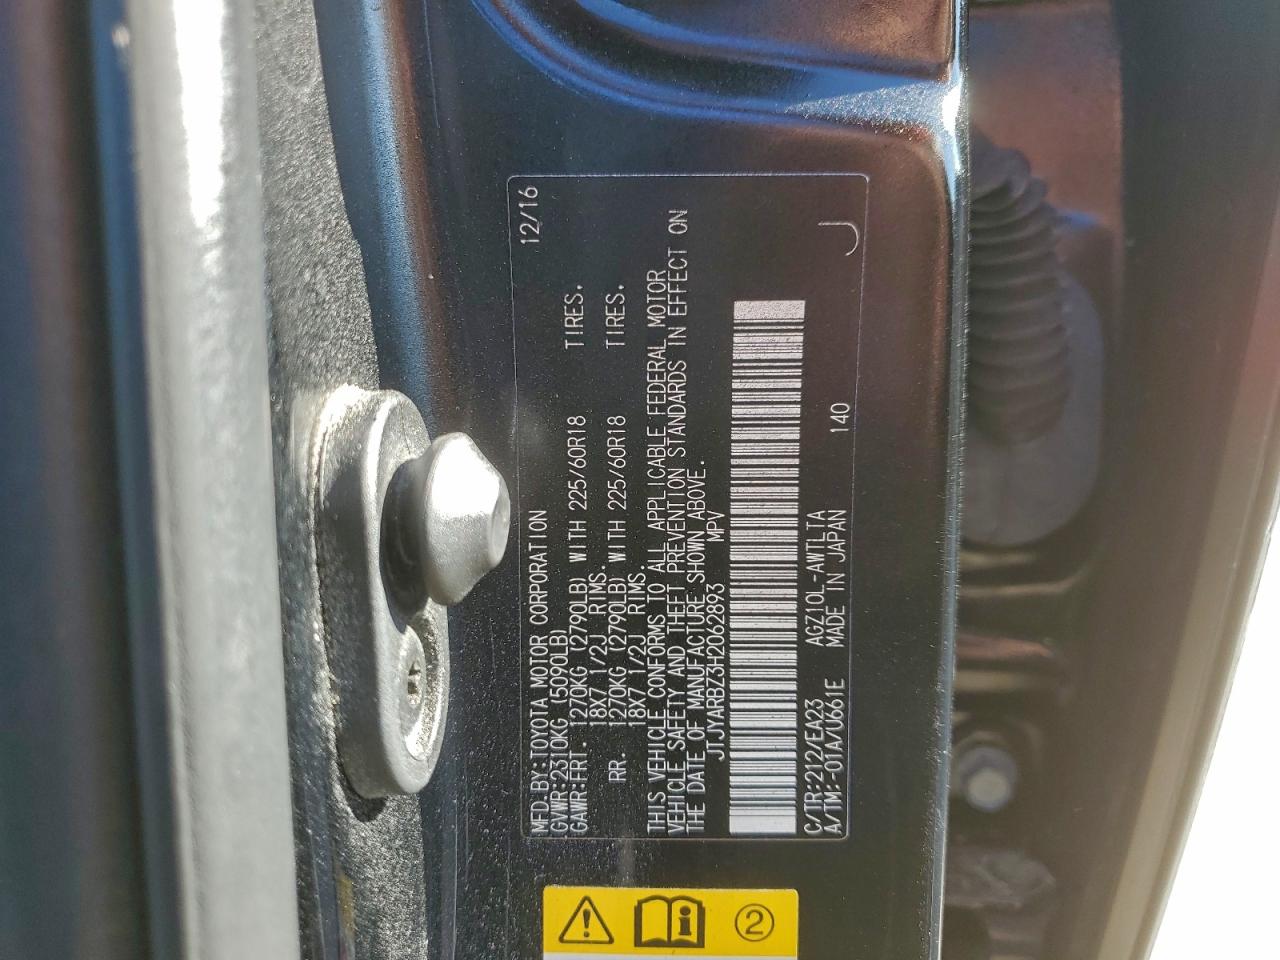 MFD.BY:TOYOTA MOTOR CORPORATION 12/16
GVWR:2310KG (5090LB)
GAWR:FRT. 1270KG (2790LB) WITH 225/60R18 TIRES.
18X7 1/2J RIMS.
RR. 1270KG (2790LB) WITH 225/60R18 TIRES.
18X7 1/2J RIMS.
THIS VEHICLE CONFORMS TO ALL APPLICABLE FEDERAL MOTOR
VEHICLE SAFETY AND THEFT PREVENTION STANDARDS IN EFFECT ON
THE DATE OF MANUFACTURE SHOWN ABOVE.
JTJYARBZ3H2062893 MPV
C/TR:212/EA23 AGZ10L-AWTLTA 140
A/TM:-01A/U661E MADE IN JAPAN J
2